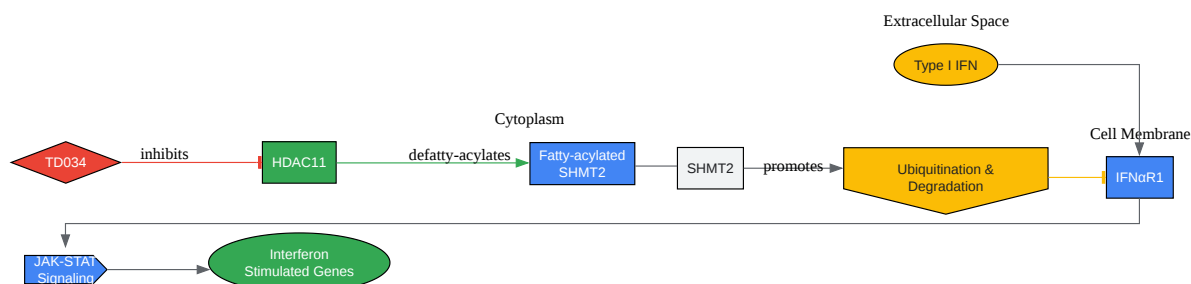 Extracellular Space
Type I IFN
Cytoplasm
Cell Membrane
TD034
inhibits
HDAC11
defatty-acylates
Fatty-acylated
SHMT2
SHMT2
promotes
Ubiquitination &
Degradation
IFNαR1
JAK-STAT
Signaling
Interferon
Stimulated Genes